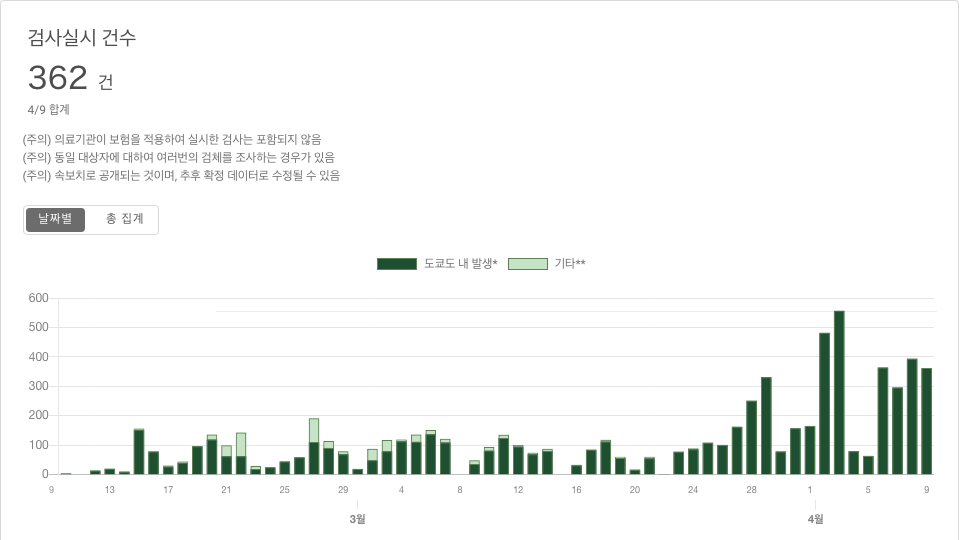 검사실시 건수
362 건
4/9 합계
(주의) 의료기관이 보험을 적용하여 실시한 검사는 포함되지 않음
(주의) 동일 대상자에 대하여 여러번의 검체를 조사하는 경우가 있음
(주의) 속보치로 공개되는 것이며, 추후 확정 데이터로 수정될 수 있음
날짜별 총 집계
도쿄도 내 발생* 기타**
600
500
400
300
200
100
0
9 13 17 21 25 29 4 8 12 16 20 24 28 1 5 9
3월 4월